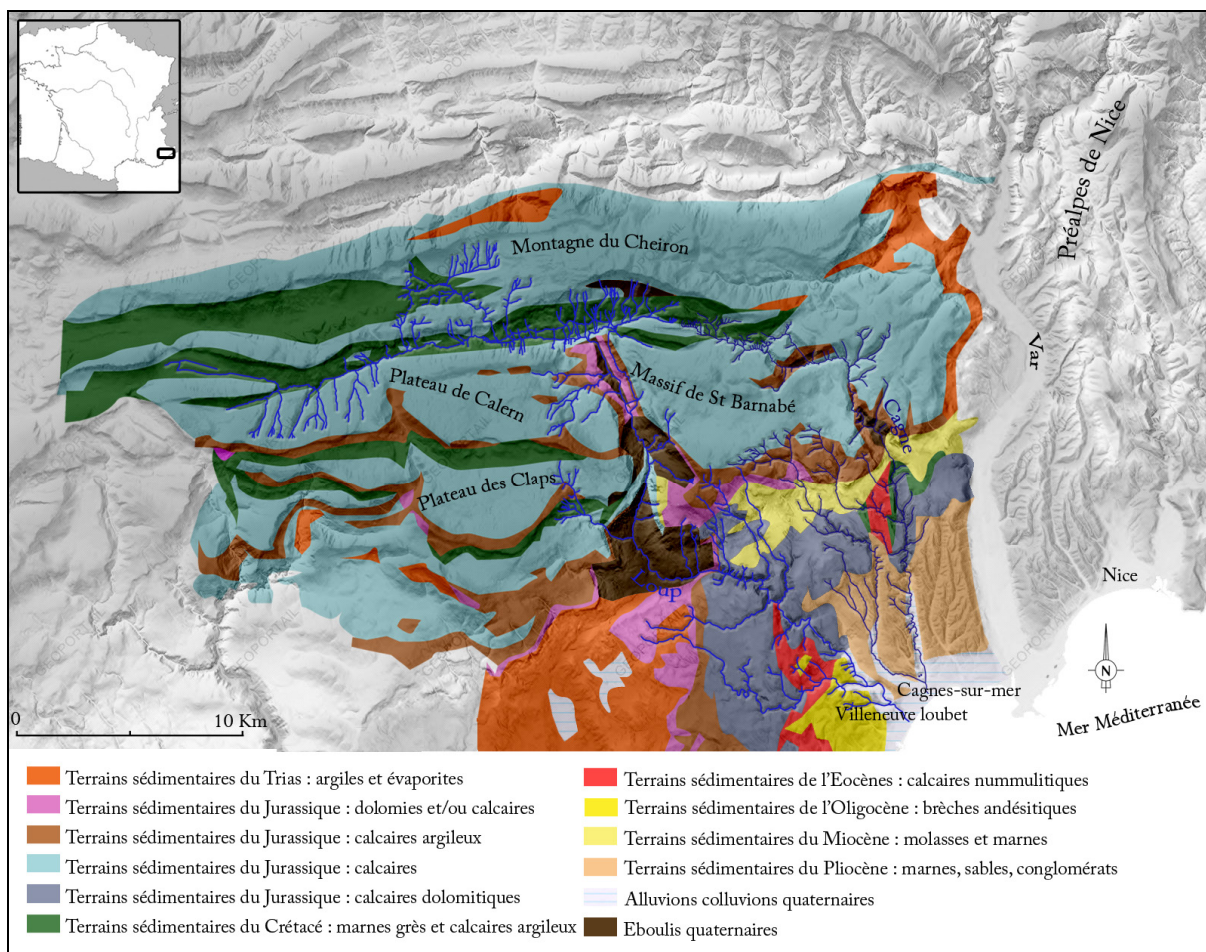 Préalpes de Nice
Montagne du Cheiron
Var
Plateau de Calern
Massif de St Barnabé
Cagne
Plateau des Claps
Nice
up
N
Cagnes-sur-mer
Villeneuve loubet
Mer Méditerranée
0
10 Km
Terrains sédimentaires du Trias : argiles et évaporites
Terrains sédimentaires du Jurassique : dolomies et/ou calcaires
Terrains sédimentaires du Jurassique : calcaires argileux
Terrains sédimentaires du Jurassique : calcaires
Terrains sédimentaires du Jurassique : calcaires dolomitiques
Terrains sédimentaires du Crétacé : marnes grès et calcaires argileux
Terrains sédimentaires de l'Eocènes : calcaires nummulitiques
Terrains sédimentaires de l'Oligocène : brèches andésitiques
Terrains sédimentaires du Miocène : molasses et marnes
Terrains sédimentaires du Pliocène : marnes, sables, conglomérats
Alluvions colluvions quaternaires
Eboulis quaternaires